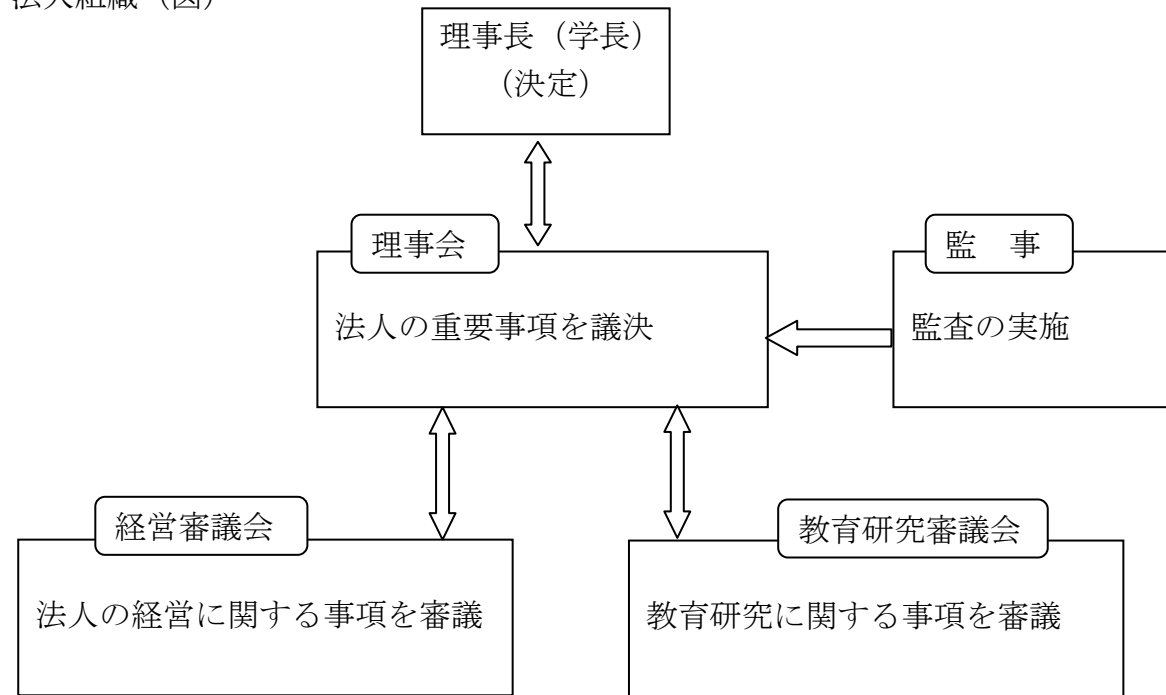 法人組織（図）
理事長（学長）
（決定）
理事会
監　事
法人の重要事項を議決
監査の実施
経営審議会
教育研究審議会
法人の経営に関する事項を審議
教育研究に関する事項を審議